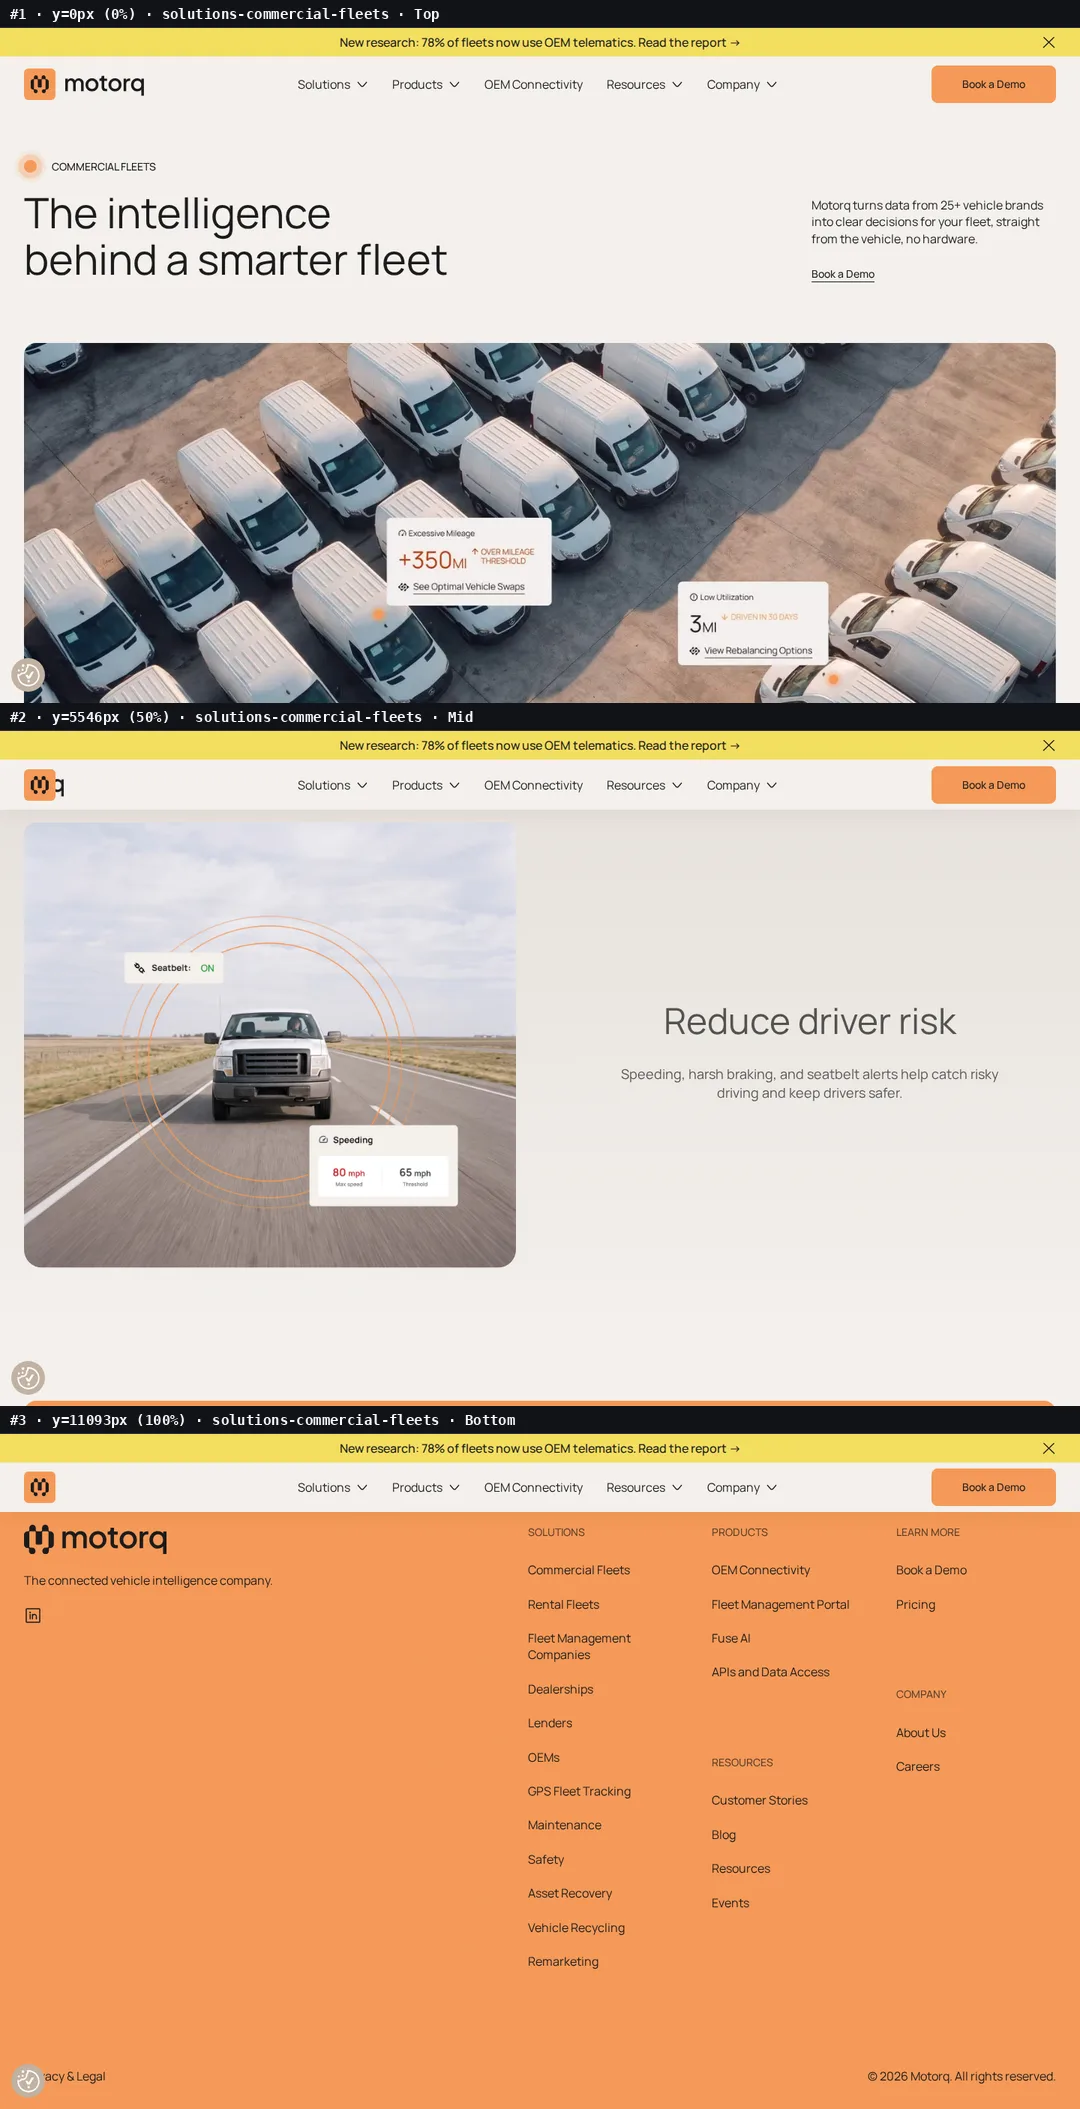 #1 · y=0px (0%) · solutions-commercial-fleets · Top
New research: 78% of fleets now use OEM telematics. Read the report →
motorq
Solutions
Products
OEM Connectivity
Resources
Company
Book a Demo
COMMERCIAL FLEETS
The intelligence
behind a smarter fleet
Motorq turns data from 25+ vehicle brands
into clear decisions for your fleet, straight
from the vehicle, no hardware.
Book a Demo
Excessive Mileage
+350MI
↑ OVER MILEAGE
THRESHOLD
See Optimal Vehicle Swaps
Low Utilization
3MI
↓ DRIVEN IN 30 DAYS
View Rebalancing Options
#2 · y=5546px (50%) · solutions-commercial-fleets · Mid
New research: 78% of fleets now use OEM telematics. Read the report →
q
Solutions
Products
OEM Connectivity
Resources
Company
Book a Demo
Seatbelt: ON
Speeding
80 mph
Max speed
65 mph
Threshold
Reduce driver risk
Speeding, harsh braking, and seatbelt alerts help catch risky
driving and keep drivers safer.
#3 · y=11093px (100%) · solutions-commercial-fleets · Bottom
New research: 78% of fleets now use OEM telematics. Read the report →
Solutions
Products
OEM Connectivity
Resources
Company
Book a Demo
motorq
The connected vehicle intelligence company.
in
SOLUTIONS
Commercial Fleets
Rental Fleets
Fleet Management
Companies
Dealerships
Lenders
OEMs
GPS Fleet Tracking
Maintenance
Safety
Asset Recovery
Vehicle Recycling
Remarketing
PRODUCTS
OEM Connectivity
Fleet Management Portal
Fuse AI
APIs and Data Access
RESOURCES
Customer Stories
Blog
Resources
Events
LEARN MORE
Book a Demo
Pricing
COMPANY
About Us
Careers
acy & Legal
© 2026 Motorq. All rights reserved.